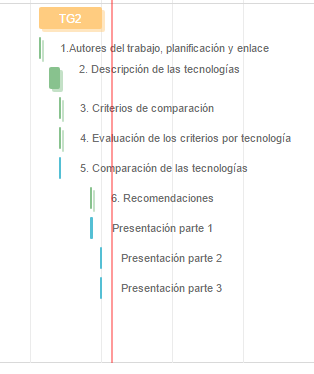 TG2
1.Autores del trabajo, planificación y enlace
2. Descripción de las tecnologías
3. Criterios de comparación
4. Evaluación de los criterios por tecnología
5. Comparación de las tecnologías
6. Recomendaciones
Presentación parte 1
Presentación parte 2
Presentación parte 3